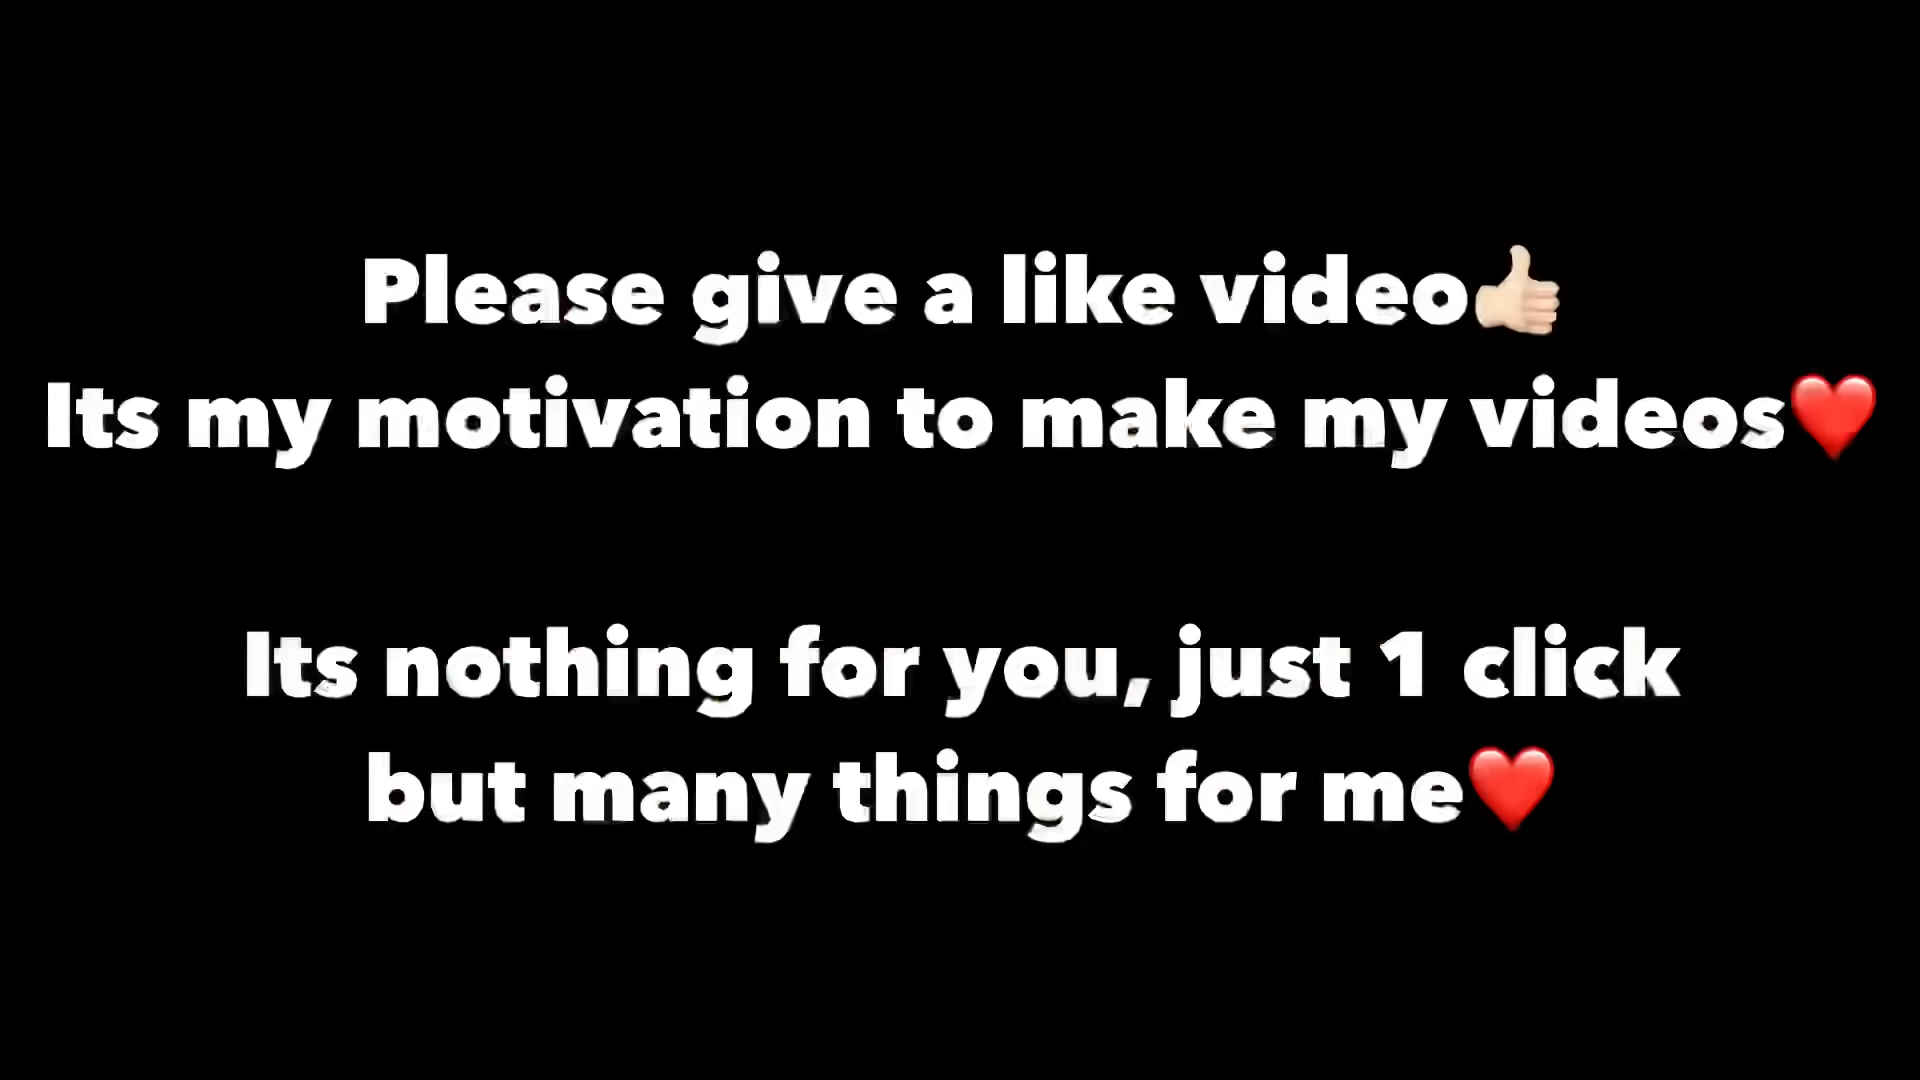 Please give a like video👍🏻
Its my motivation to make my videos❤️
Its nothing for you, just 1 click
but many things for me❤️